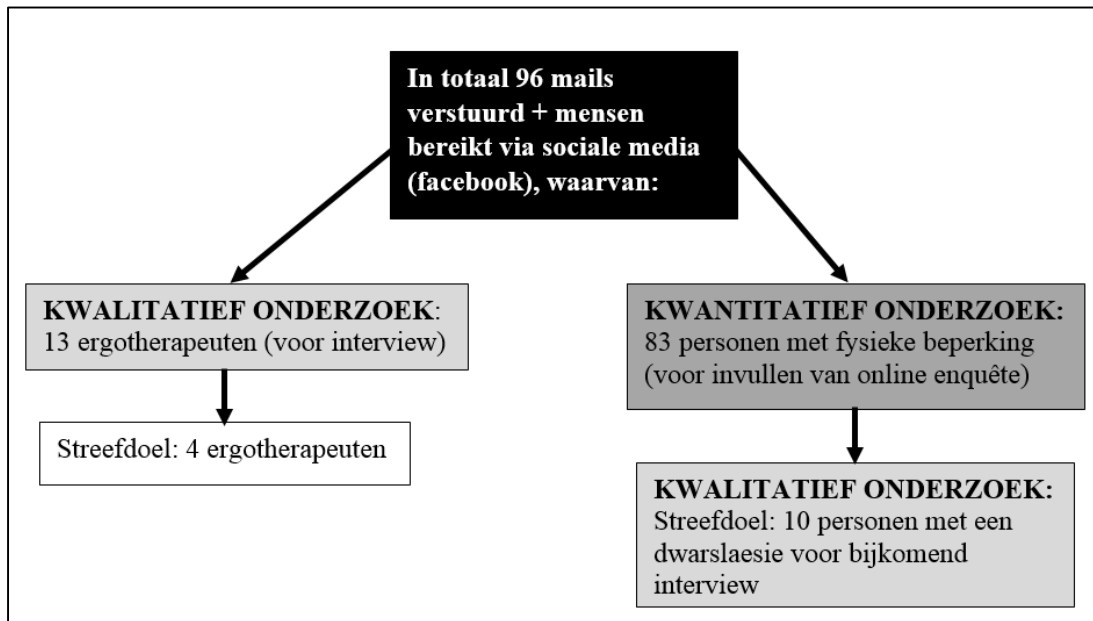 In totaal 96 mails
verstuurd + mensen
bereikt via sociale media
(facebook), waarvan:
KWALITATIEF ONDERZOEK:
13 ergotherapeuten (voor interview)
Streefdoel: 4 ergotherapeuten
KWANTITATIEF ONDERZOEK:
83 personen met fysieke beperking
(voor invullen van online enquête)
KWALITATIEF ONDERZOEK:
Streefdoel: 10 personen met een
dwarslaesie voor bijkomend
interview